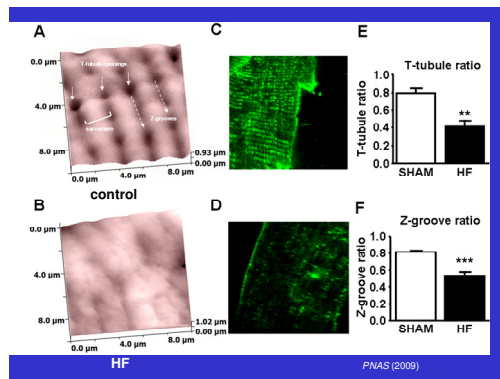 A
T-tubule openings
0.0 µm
4.0 µm
sarcomere
Z-grooves
8.0 µm
0.93 µm
0.00 µm
0.0 µm
4.0 µm
8.0 µm
control
B
0.0 µm
4.0 µm
8.0 µm
1.02 µm
0.00 µm
0.0 µm
4.0 µm
8.0 µm
HF
C
D
E
T-tubule ratio
T-tubule ratio
1.0
0.8
0.6
0.4
0.2
0.0
**
SHAM HF
F
Z-groove ratio
Z-groove ratio
1.0
0.8
0.6
0.4
0.2
0.0
***
SHAM HF
PNAS (2009)